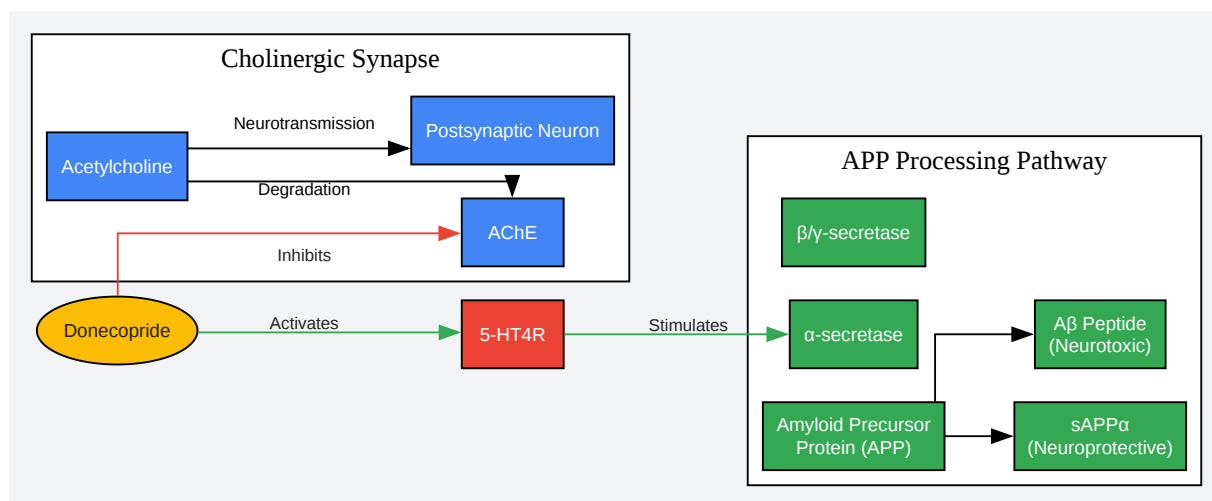 Cholinergic Synapse
Neurotransmission
Postsynaptic Neuron
Acetylcholine
Degradation
AChE
Inhibits
Donecopride
Activates
5-HT4R
Stimulates
APP Processing Pathway
β/γ-secretase
α-secretase
Aβ Peptide
(Neurotoxic)
Amyloid Precursor
Protein (APP)
sAPPα
(Neuroprotective)